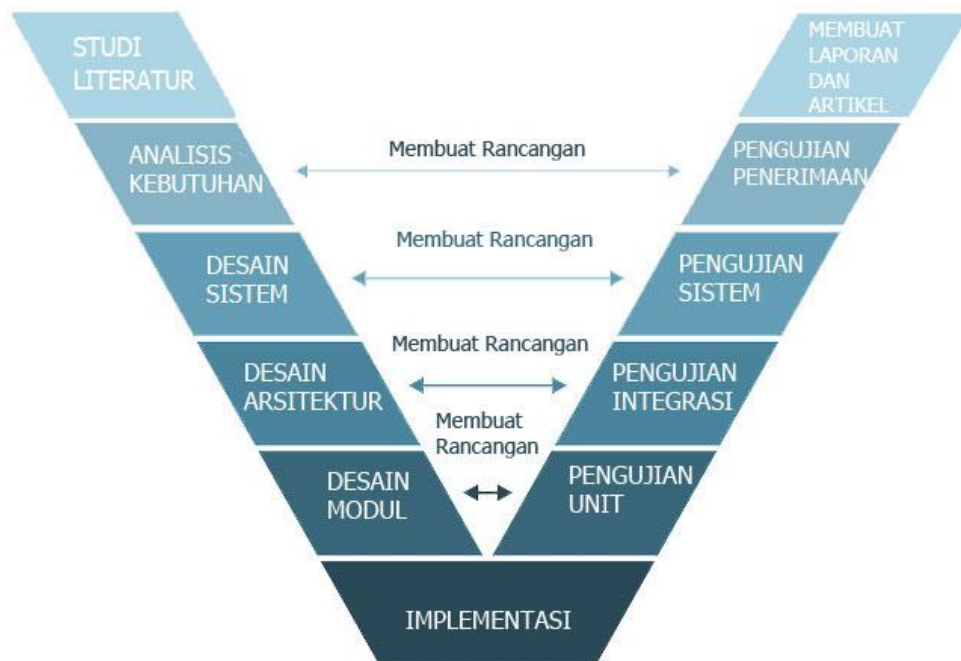 STUDI
LITERATUR
MEMBUAT
LAPORAN
DAN
ARTIKEL
ANALISIS
KEBUTUHAN
Membuat Rancangan
PENGUJIAN
PENERIMAAN
DESAIN
SISTEM
Membuat Rancangan
PENGUJIAN
SISTEM
DESAIN
ARSITEKTUR
Membuat Rancangan
PENGUJIAN
INTEGRASI
DESAIN
MODUL
Membuat
Rancangan
PENGUJIAN
UNIT
IMPLEMENTASI